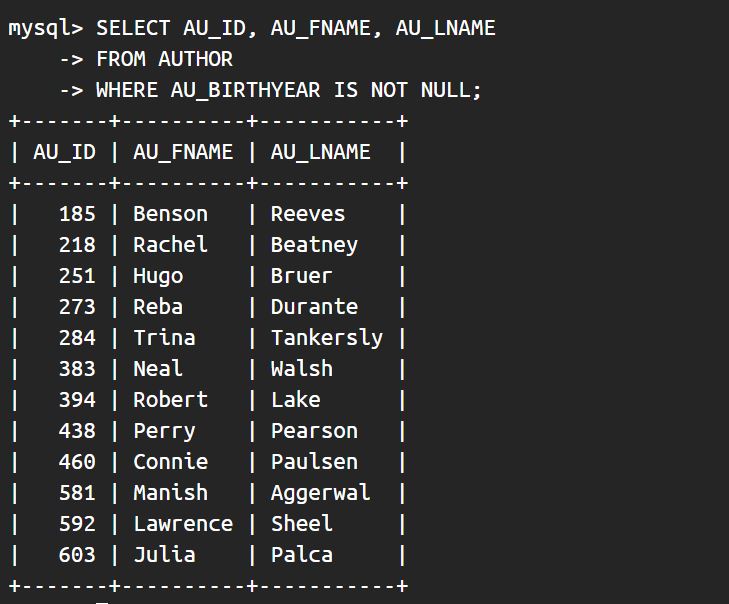 mysql> SELECT AU_ID, AU_FNAME, AU_LNAME
    -> FROM AUTHOR
    -> WHERE AU_BIRTHYEAR IS NOT NULL;
+-------+----------+-----------+
| AU_ID | AU_FNAME | AU_LNAME  |
+-------+----------+-----------+
|   185 | Benson   | Reeves    |
|   218 | Rachel   | Beatney   |
|   251 | Hugo     | Bruer     |
|   273 | Reba     | Durante   |
|   284 | Trina    | Tankersly |
|   383 | Neal     | Walsh     |
|   394 | Robert   | Lake      |
|   438 | Perry    | Pearson   |
|   460 | Connie   | Paulsen   |
|   581 | Manish   | Aggerwal  |
|   592 | Lawrence | Sheel     |
|   603 | Julia    | Palca     |
+-------+----------+-----------+